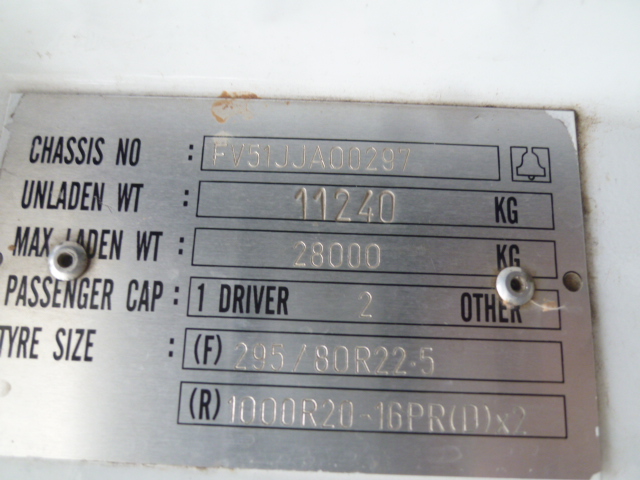 CHASSIS NO : FV51JJA00297
UNLADEN WT : 11240 KG
MAX LADEN WT : 28000 KG
PASSENGER CAP : 1 DRIVER 2 OTHER
TYRE SIZE : (F) 295/80R22.5
(R) 1000R20-16PR(D)x2